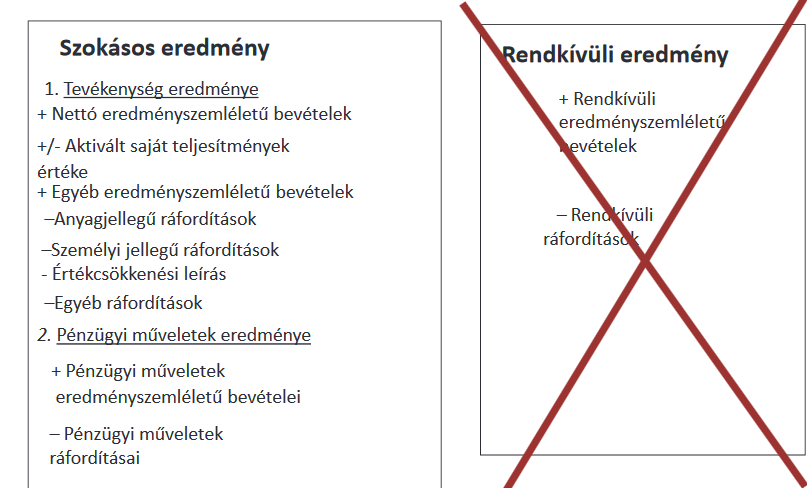 Szokásos eredmény
1. Tevékenység eredménye
+ Nettó eredményszemléletű bevételek
+/- Aktivált saját teljesítmények
értéke
+ Egyéb eredményszemléletű bevételek
–Anyagjellegű ráfordítások
–Személyi jellegű ráfordítások
- Értékcsökkenési leírás
–Egyéb ráfordítások
2. Pénzügyi műveletek eredménye
+ Pénzügyi műveletek
eredményszemléletű bevételei
– Pénzügyi műveletek
ráfordításai
Rendkívüli eredmény
+ Rendkívüli
eredményszemléletű
bevételek
– Rendkívüli
ráfordítások